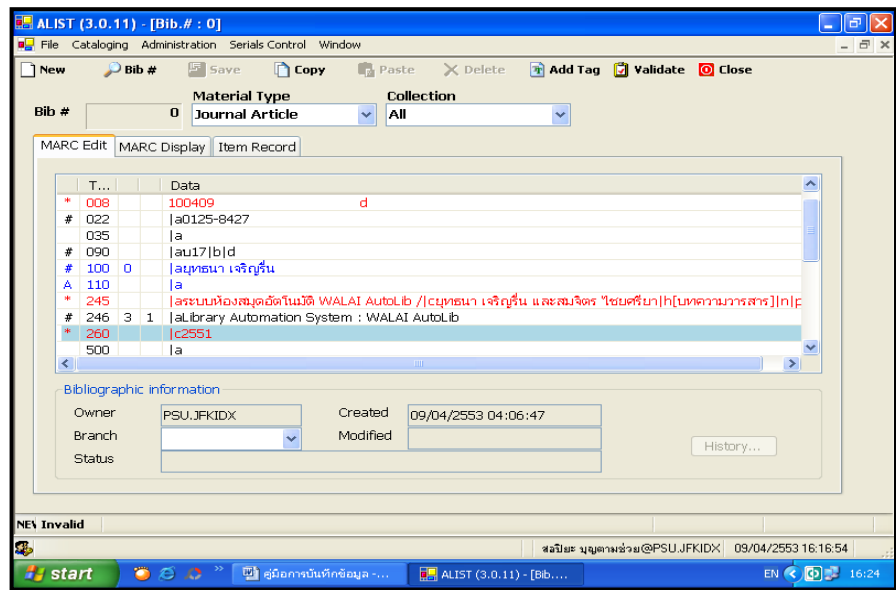 ALIST (3.0.11) - [Bib.# : 0]
File Cataloging Administration Serials Control Window
New Bib # Save Copy Paste Delete Add Tag Validate Close
Material Type Collection
Bib # 0 Journal Article All
MARC Edit MARC Display Item Record
T... Data
* 008 100409 d
# 022 |a0125-8427
035 |a
# 090 |au17|b|d
# 100 0 |aยุทธนา เจริญรื่น
A 110 |a
* 245 |aระบบห้องสมุดอัตโนมัติ WALAI AutoLib /|cยุทธนา เจริญรื่น และสมจิตร ไชยศรียา|h[บทความวารสาร]|n|p
# 246 3 1 |aLibrary Automation System : WALAI AutoLib
* 260 |c2551
500 |a
Bibliographic information
Owner PSU.JFKIDX Created 09/04/2553 04:06:47
Branch Modified
History...
Status
NEW Invalid
สอปิยะ บุญตามช่วย@PSU.JFKIDX 09/04/2553 16:16:54
start คู่มือการบันทึกข้อมูล -... ALIST (3.0.11) - [Bib.... EN 16:24